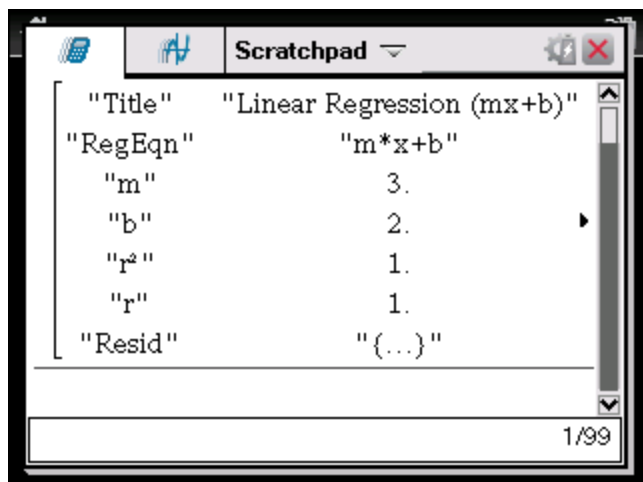 Scratchpad
"Title" "Linear Regression (mx+b)"
"RegEqn" "m*x+b"
"m" 3.
"b" 2.
"r²" 1.
"r" 1.
"Resid" "{...}"
1/99